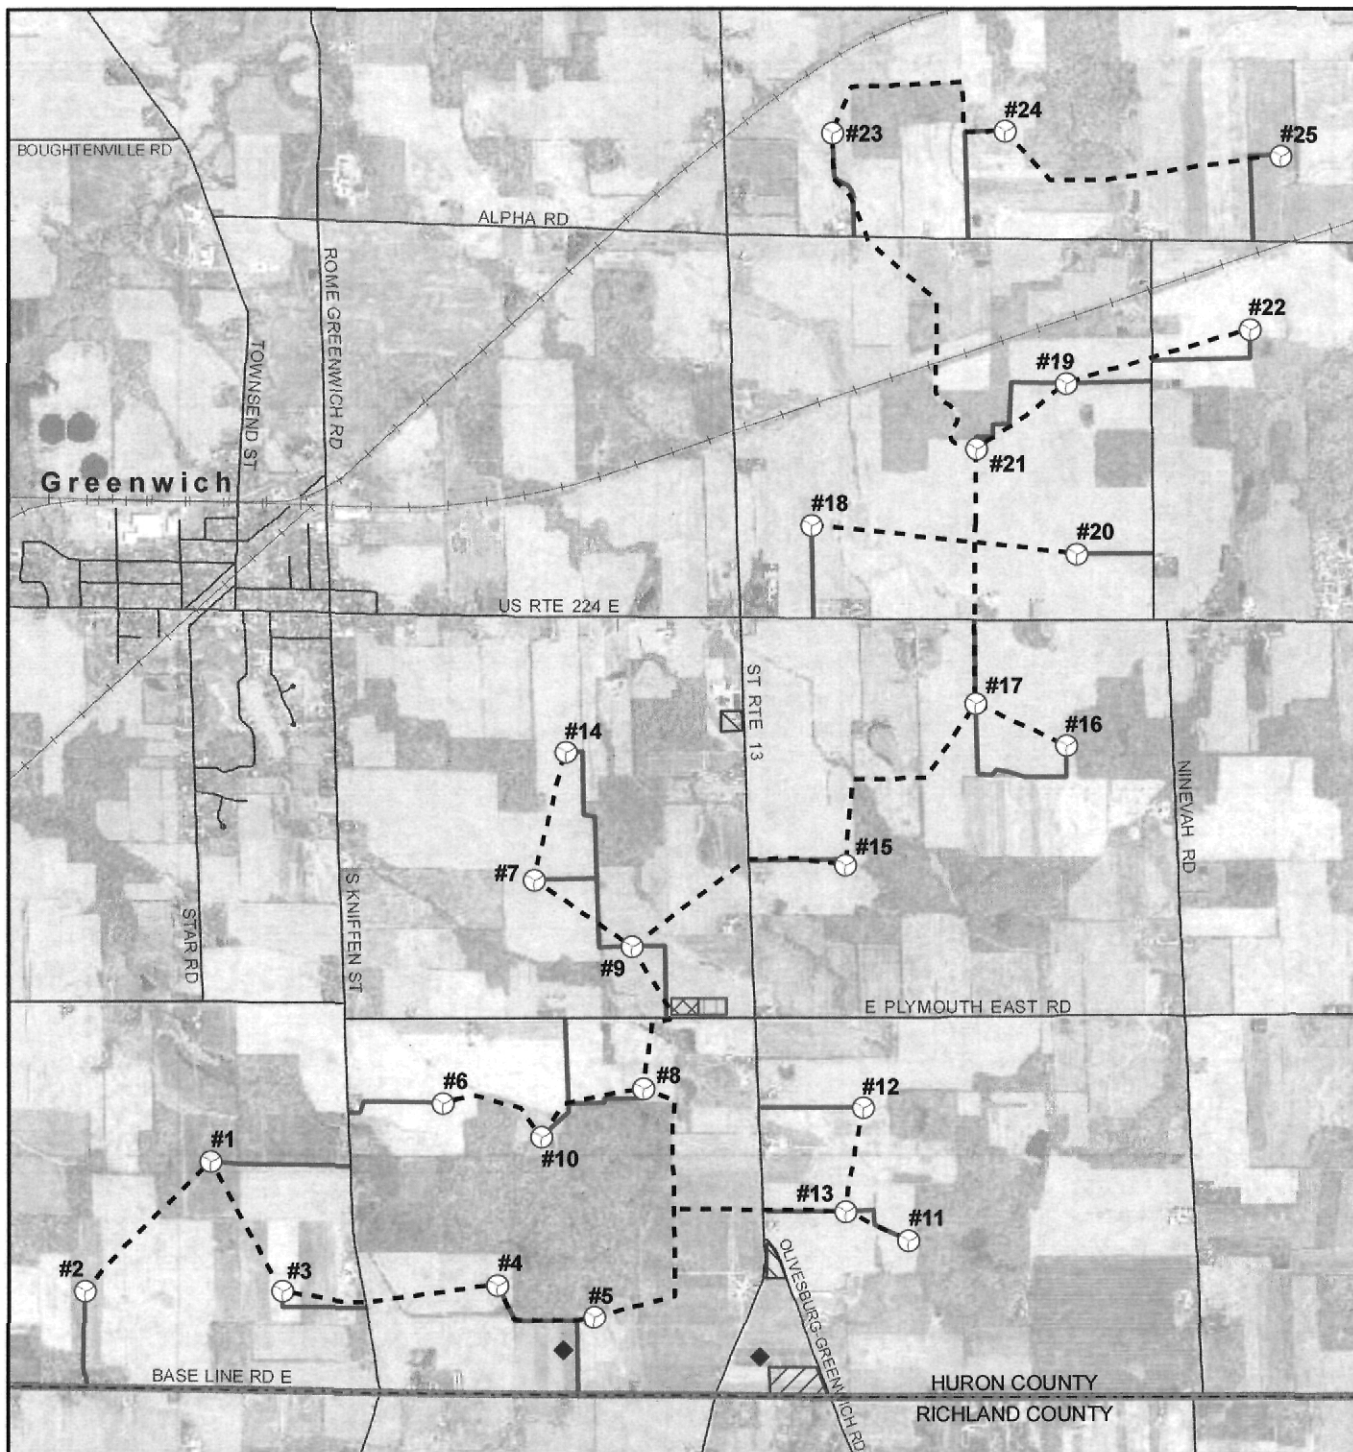 #24
#23
#25
BOUGHTENVILLE RD
ALPHA RD
ROME GREENWICH RD
#22
TOWNSEND ST
#19
#21
Greenwich
#18
#20
US RTE 224 E
ST RTE 13
#17
#14
#16
NINEVAH RD
#15
#7
S KNIFFEN ST
STAR RD
#9
E PLYMOUTH EAST RD
#6
#8
#12
#1
#10
#13
#11
OLIVESBURG-GREENWICH RD
#2
#3
#4
#5
BASE LINE RD E
HURON COUNTY
RICHLAND COUNTY